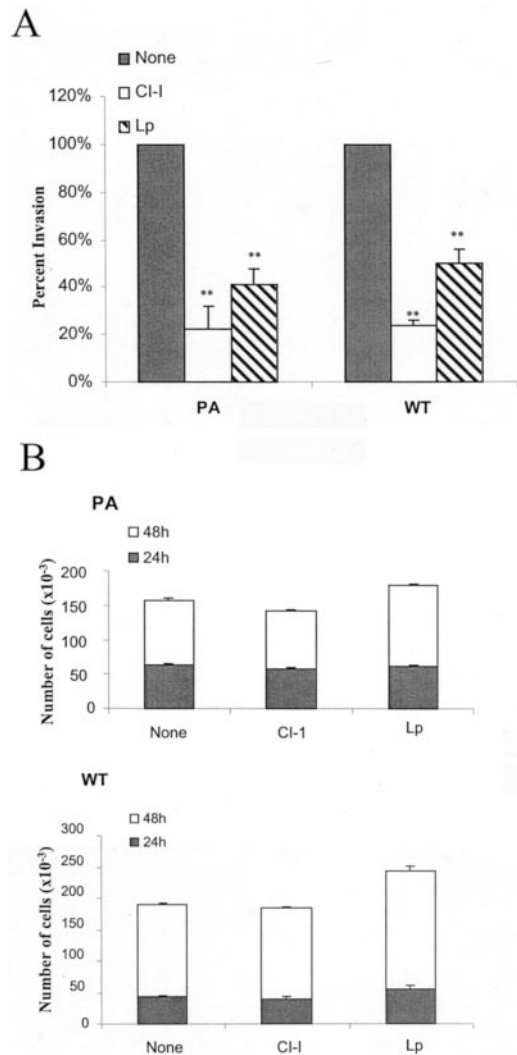 A
None
Cl-I
Lp
120%
100%
80%
60%
40%
20%
0%
Percent Invasion
**
**
**
**
PA
WT
B
PA
48h
24h
200
150
100
50
0
Number of cells (x10⁻³)
None
Cl-1
Lp
WT
48h
24h
300
250
200
150
100
50
0
Number of cells (x10⁻³)
None
Cl-I
Lp